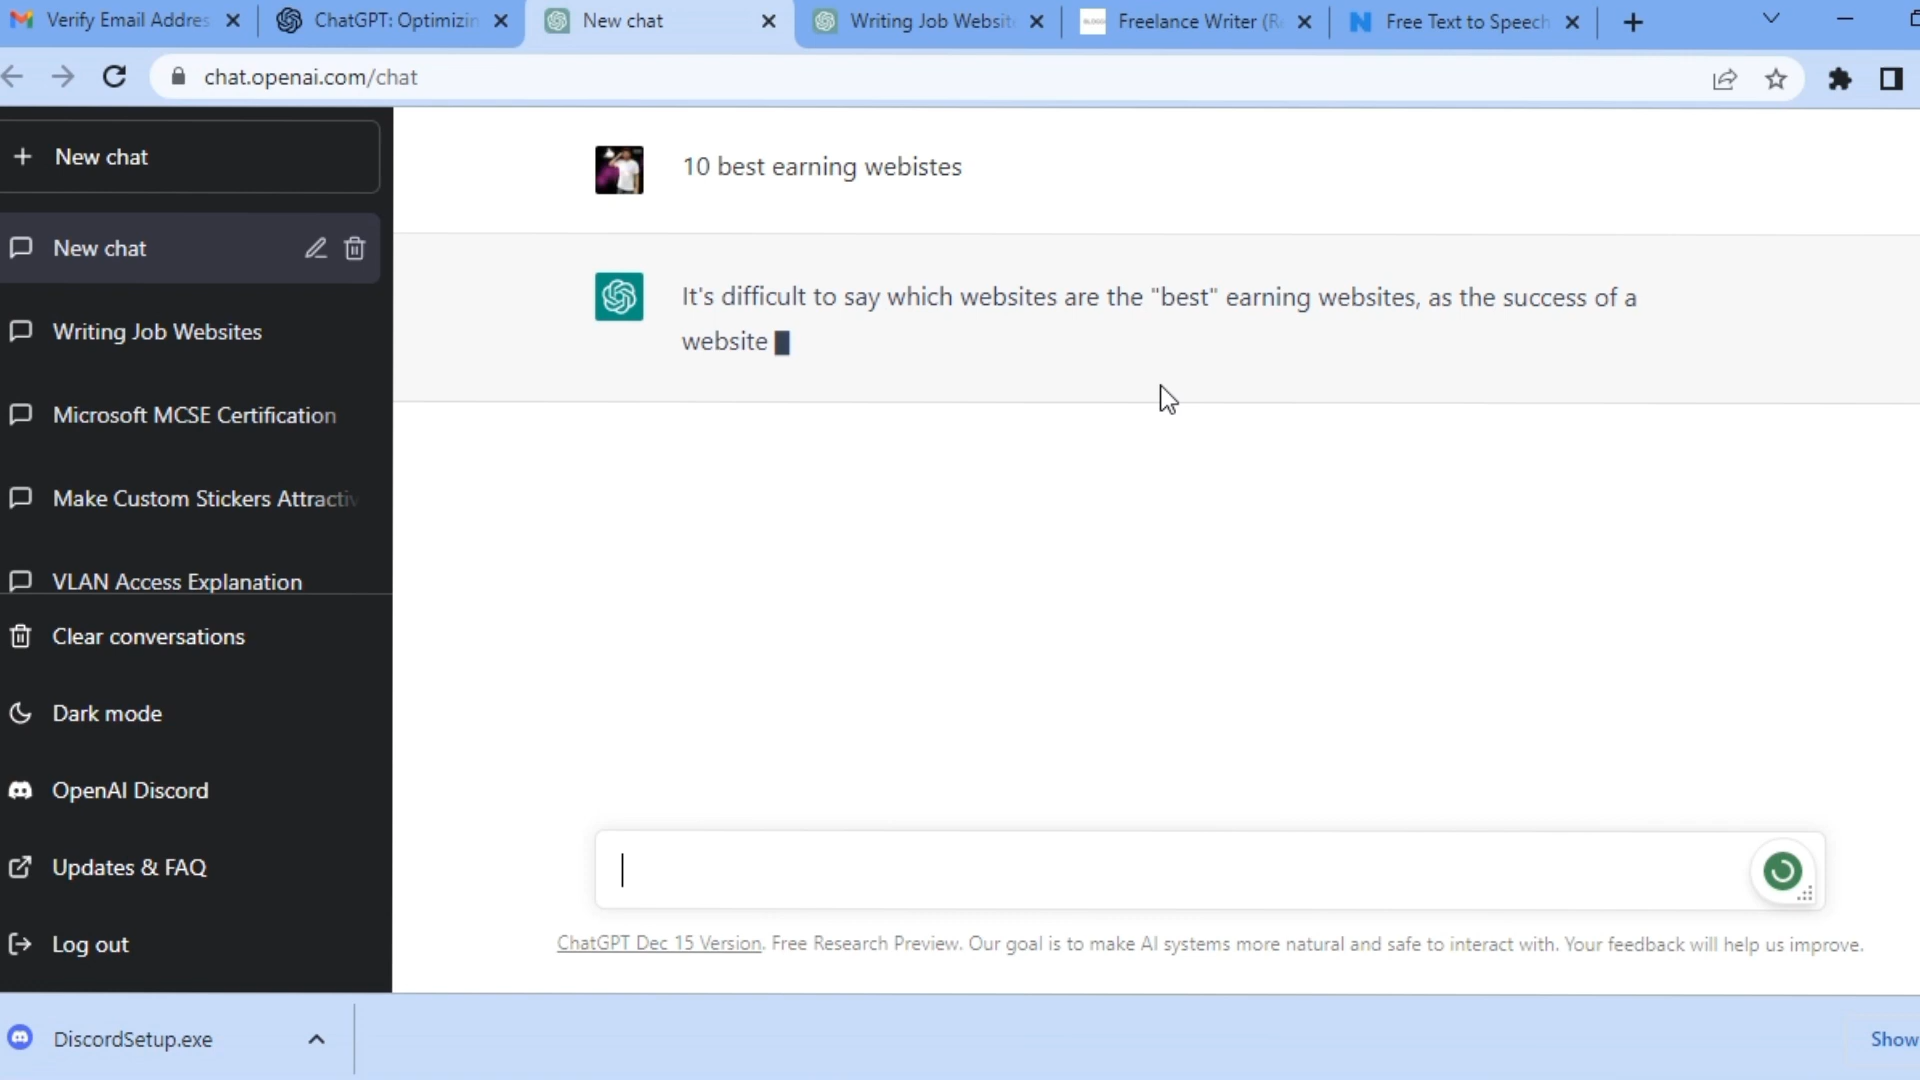 Verify Email Addres
ChatGPT: Optimizin
New chat
Writing Job Websit
Freelance Writer (Re
Free Text to Speech
chat.openai.com/chat
New chat
New chat
Writing Job Websites
Microsoft MCSE Certification
Make Custom Stickers Attractiv
VLAN Access Explanation
Clear conversations
Dark mode
OpenAI Discord
Updates & FAQ
Log out
10 best earning webistes
It's difficult to say which websites are the "best" earning websites, as the success of a
website
ChatGPT Dec 15 Version. Free Research Preview. Our goal is to make AI systems more natural and safe to interact with. Your feedback will help us improve.
DiscordSetup.exe
Show